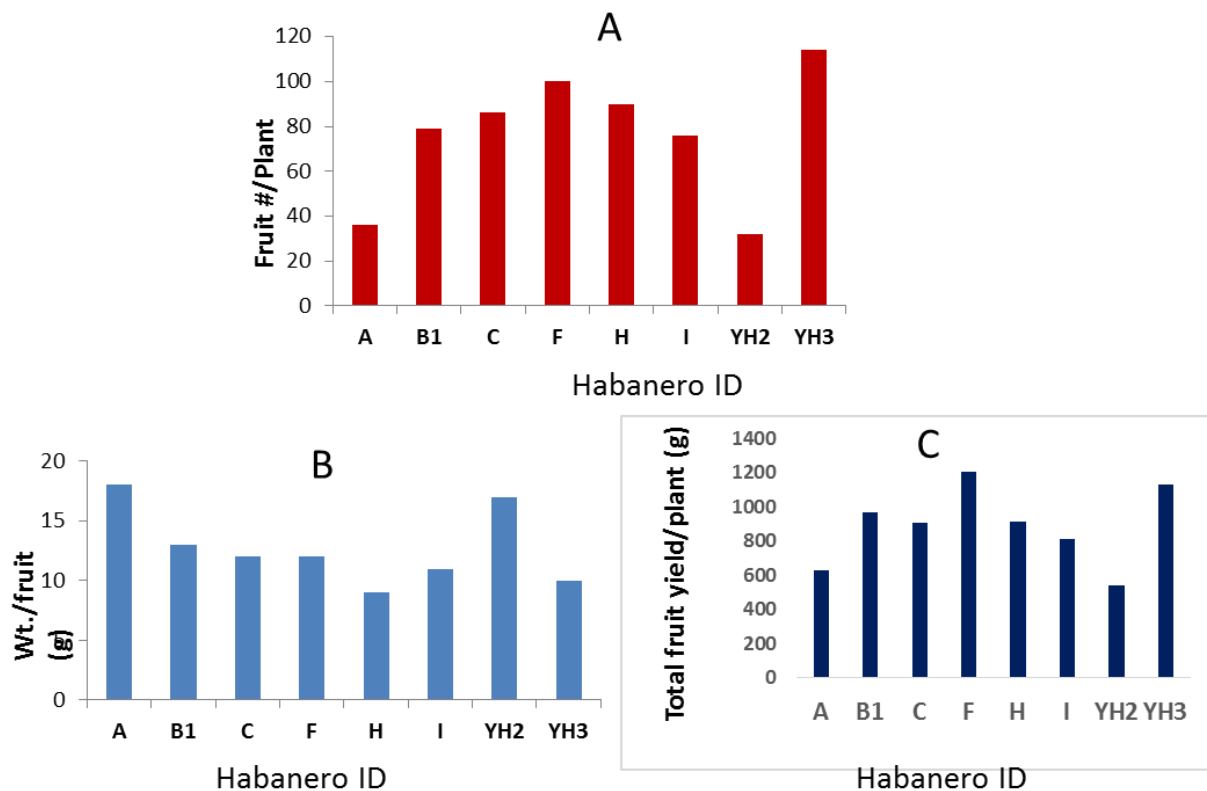 A
Fruit #/Plant
120
100
80
60
40
20
0
A B1 C F H I YH2 YH3
Habanero ID
B
Wt./fruit
(g)
20
15
10
5
0
A B1 C F H I YH2 YH3
Habanero ID
C
Total fruit yield/plant (g)
1400
1200
1000
800
600
400
200
0
A B1 C F H I YH2 YH3
Habanero ID